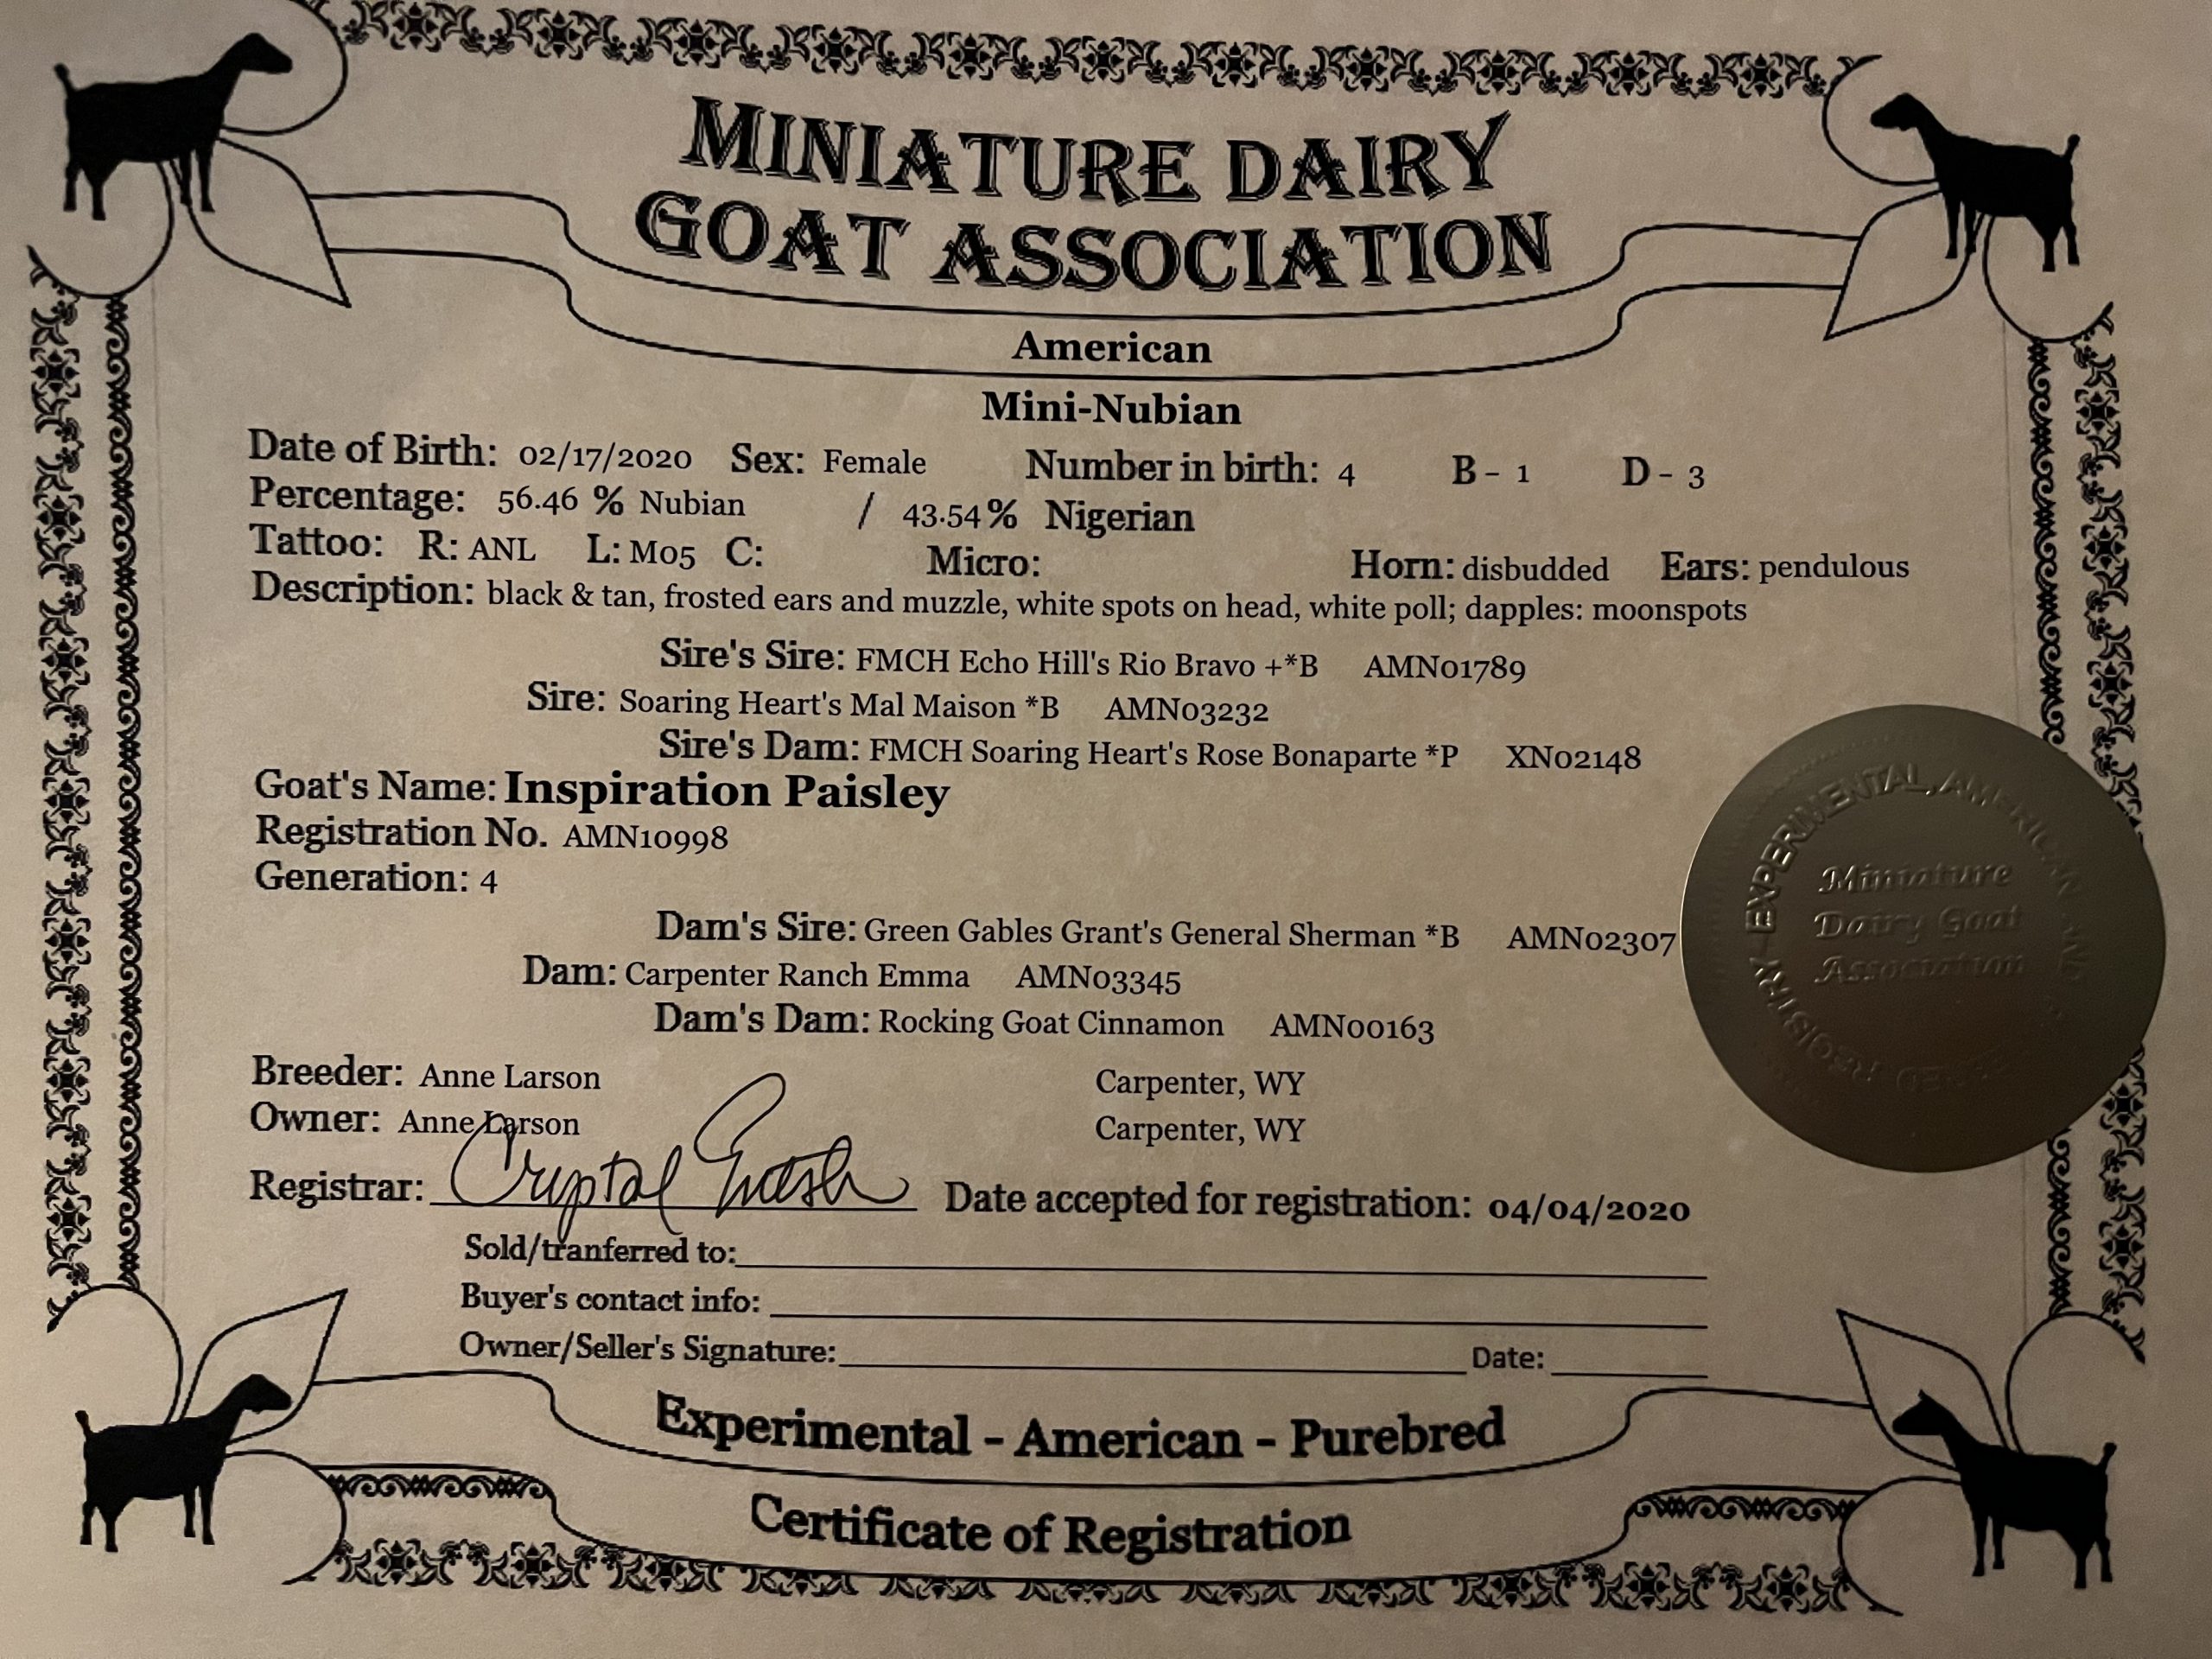 MINIATURE DAIRY
GOAT ASSOCIATION
American
Mini-Nubian
Date of Birth: 02/17/2020 Sex: Female Number in birth: 4 B - 1 D - 3
Percentage: 56.46 % Nubian / 43.54% Nigerian
Tattoo: R: ANL L: M05 C: Micro: Horn: disbudded Ears: pendulous
Description: black & tan, frosted ears and muzzle, white spots on head, white poll; dapples: moonspots
Sire's Sire: FMCH Echo Hill's Rio Bravo +*B AMN01789
Sire: Soaring Heart's Mal Maison *B AMN03232
Sire's Dam: FMCH Soaring Heart's Rose Bonaparte *P XN02148
Goat's Name: Inspiration Paisley
Registration No. AMN10998
Generation: 4
Dam's Sire: Green Gables Grant's General Sherman *B AMN02307
Dam: Carpenter Ranch Emma AMN03345
Dam's Dam: Rocking Goat Cinnamon AMN00163
Breeder: Anne Larson Carpenter, WY
Owner: Anne Larson Carpenter, WY
Registrar: Crystal Date accepted for registration: 04/04/2020
Sold/tranferred to:
Buyer's contact info:
Owner/Seller's Signature: Date:
Experimental - American - Purebred
Certificate of Registration
REGISTRY EXPERIMENTAL, AMERICAN AND
Miniature
Dairy Goat
Association